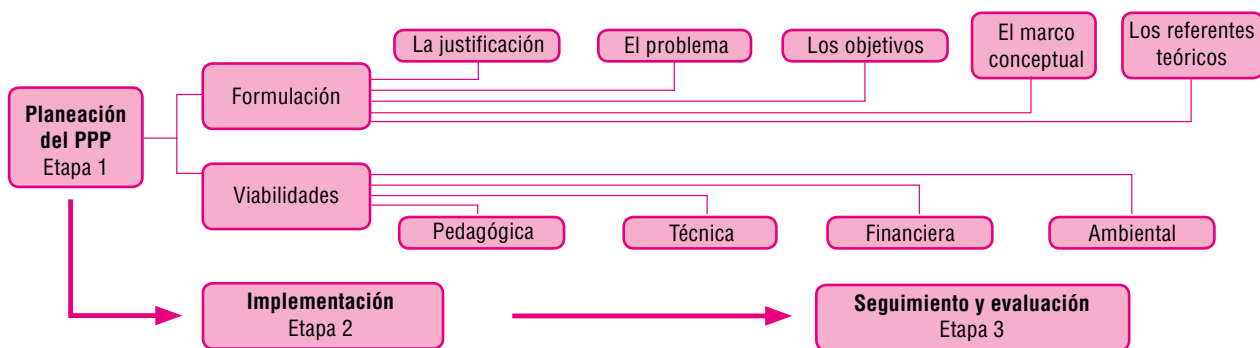 La justificación
El problema
Los objetivos
El marco
conceptual
Los referentes
teóricos
Formulación
Planeación
del PPP
Etapa 1
Viabilidades
Pedagógica
Técnica
Financiera
Ambiental
Implementación
Etapa 2
Seguimiento y evaluación
Etapa 3